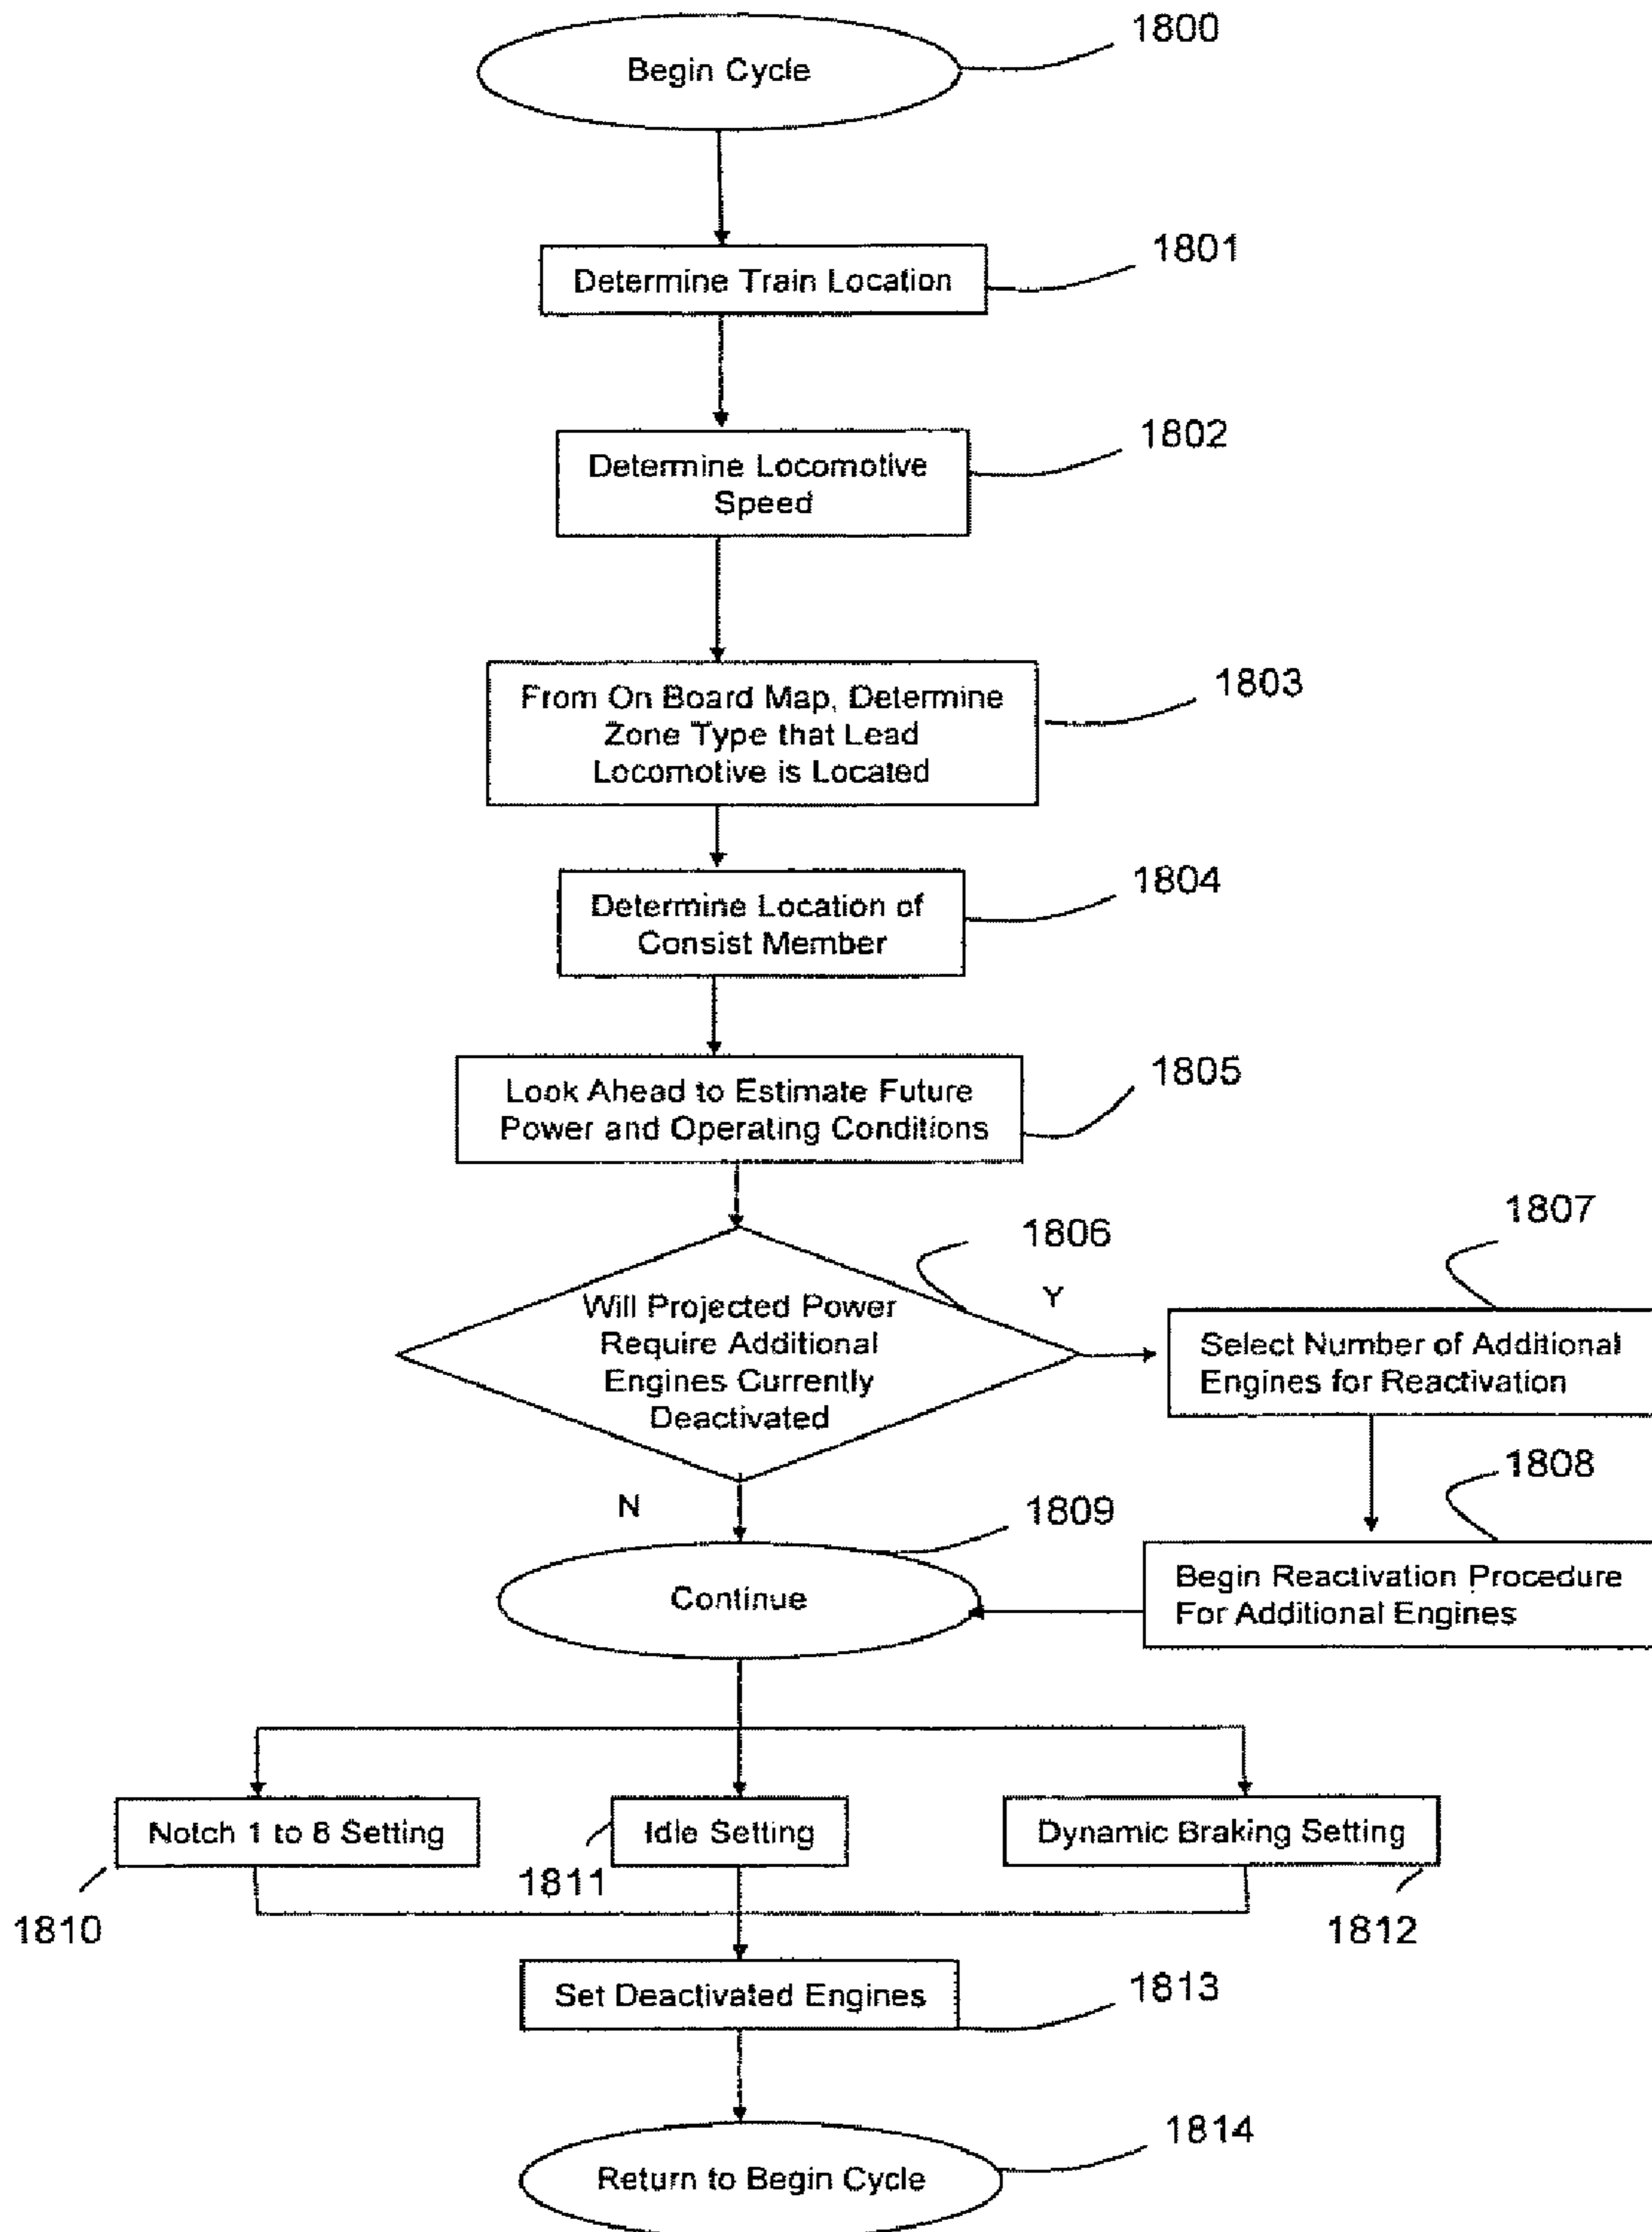 1800
Begin Cycle
1801
Determine Train Location
1802
Determine Locomotive
Speed
1803
From On Board Map, Determine
Zone Type that Lead
Locomotive is Located
1804
Determine Location of
Consist Member
1805
Look Ahead to Estimate Future
Power and Operating Conditions
1806
1807
Y
Will Projected Power
Require Additional
Engines Currently
Deactivated
Select Number of Additional
Engines for Reactivation
1808
N
1809
Continue
Begin Reactivation Procedure
For Additional Engines
Notch 1 to 8 Setting
Idle Setting
Dynamic Braking Setting
1810
1811
1812
Set Deactivated Engines
1813
1814
Return to Begin Cycle